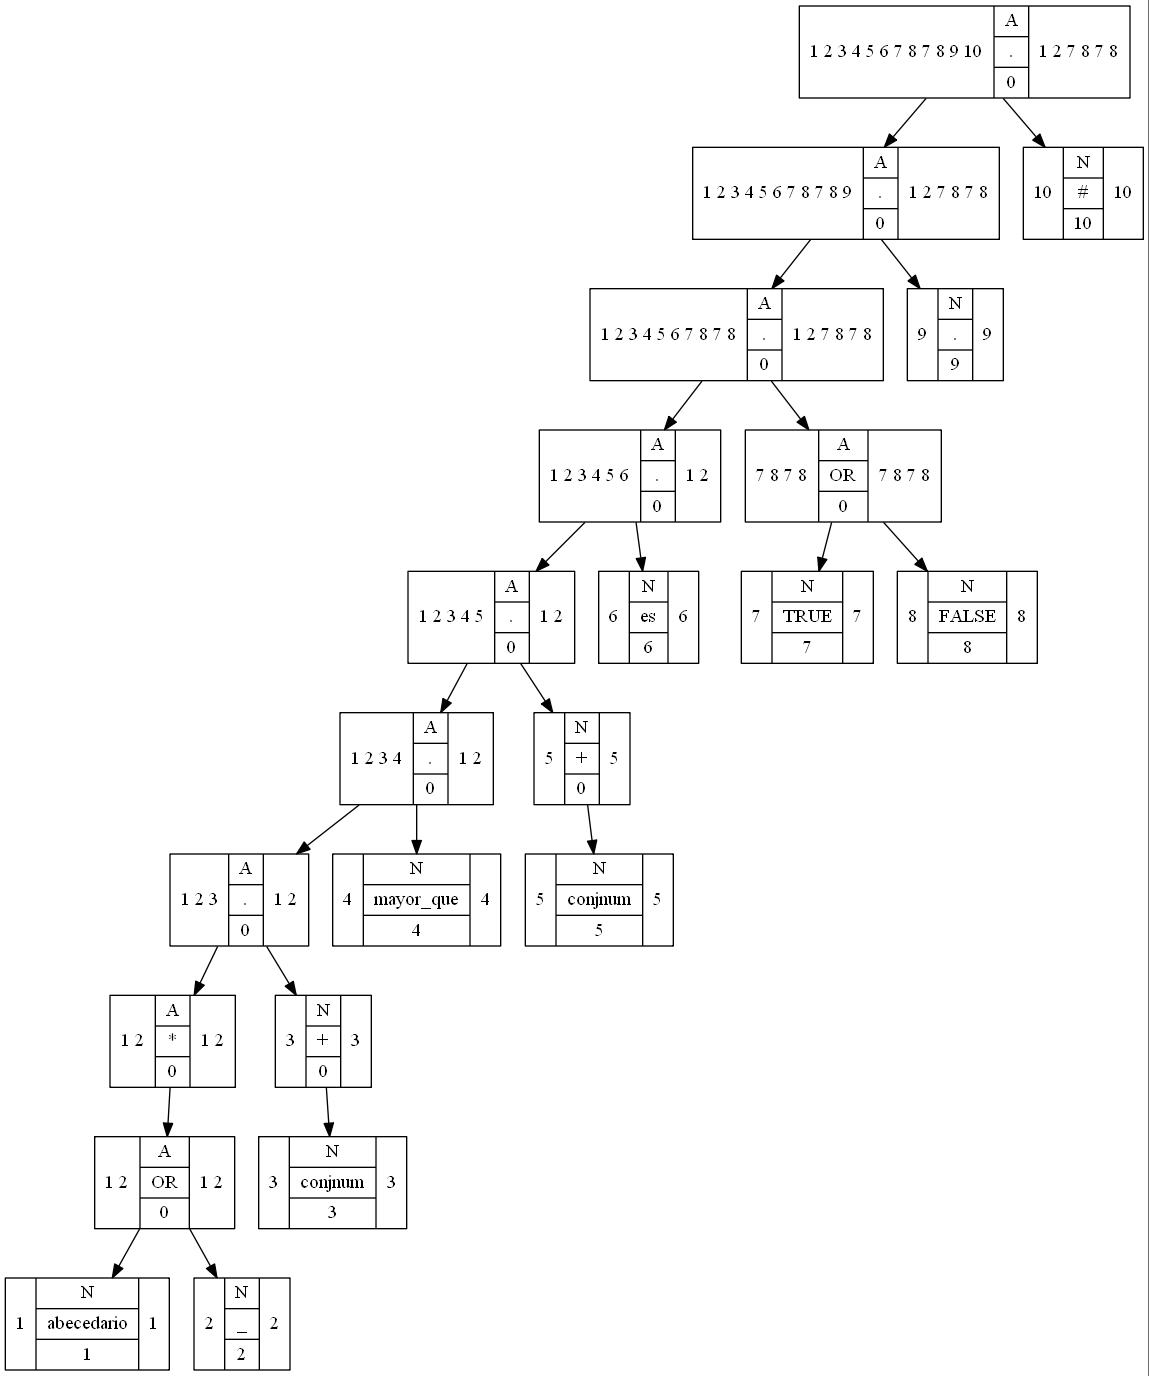 A
1 2 3 4 5 6 7 8 7 8 9 10 . 1 2 7 8 7 8
0
A N
1 2 3 4 5 6 7 8 7 8 9 . 1 2 7 8 7 8 10 # 10
0 10
A N
1 2 3 4 5 6 7 8 7 8 . 1 2 7 8 7 8 9 . 9
0 9
A A
1 2 3 4 5 6 . 1 2 7 8 7 8 OR 7 8 7 8
0 0
A N N N
1 2 3 4 5 . 1 2 6 es 6 7 TRUE 7 8 FALSE 8
0 6 7 8
A N
1 2 3 4 . 1 2 5 + 5
0 0
A N N
1 2 3 . 1 2 4 mayor_que 4 5 conjnum 5
0 4 5
A N
1 2 * 1 2 3 + 3
0 0
A N
1 2 OR 1 2 3 conjnum 3
0 3
N N
1 abecedario 1 2 _ 2
1 2